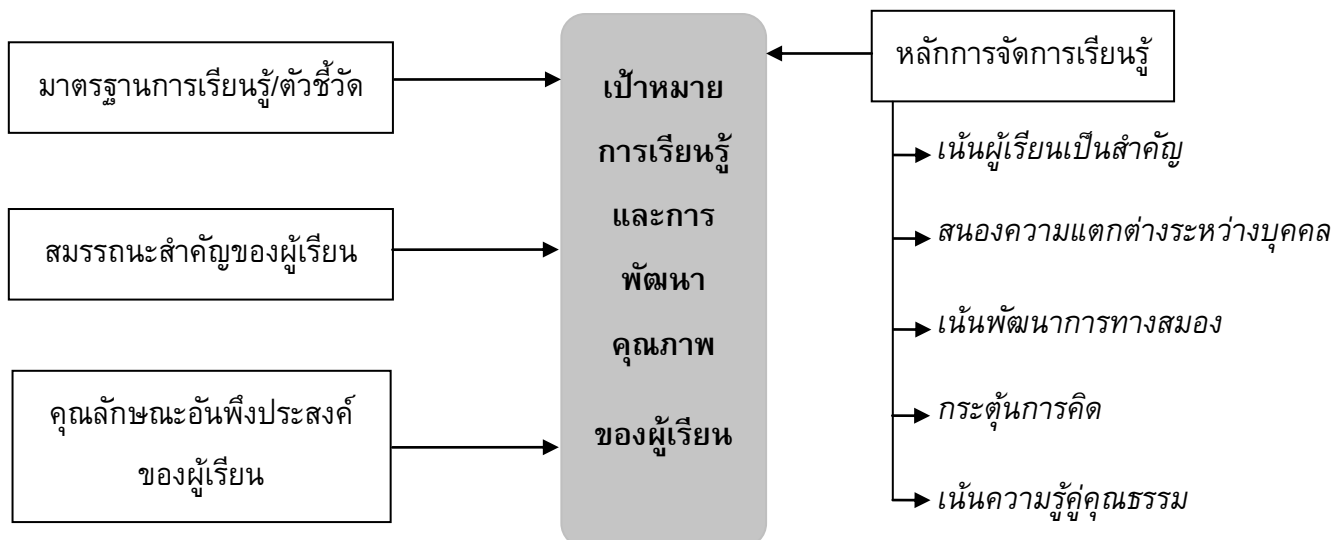 มาตรฐานการเรียนรู้/ตัวชี้วัด
สมรรถนะสำคัญของผู้เรียน
คุณลักษณะอันพึงประสงค์
ของผู้เรียน
เป้าหมาย
การเรียนรู้
และการ
พัฒนา
คุณภาพ
ของผู้เรียน
หลักการจัดการเรียนรู้
เน้นผู้เรียนเป็นสำคัญ
สนองความแตกต่างระหว่างบุคคล
เน้นพัฒนาการทางสมอง
กระตุ้นการคิด
เน้นความรู้คู่คุณธรรม